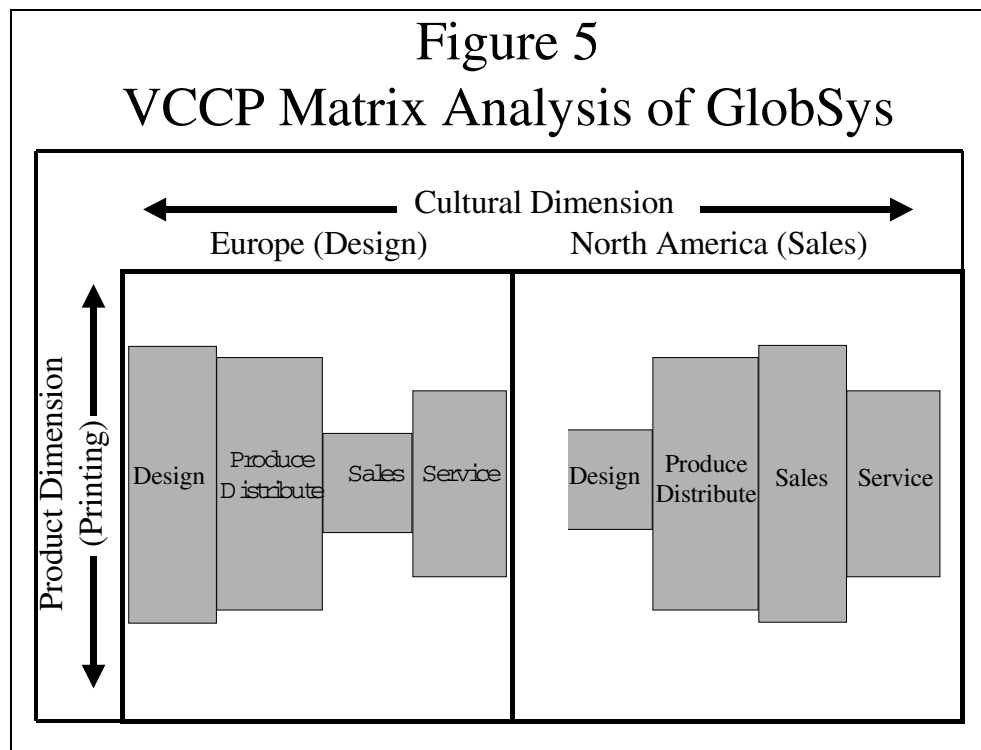 Figure 5
VCCP Matrix Analysis of GlobSys
Cultural Dimension
Europe (Design)
North America (Sales)
Product Dimension
(Printing)
Design
Produce
Distribute
Sales
Service
Design
Produce
Distribute
Sales
Service